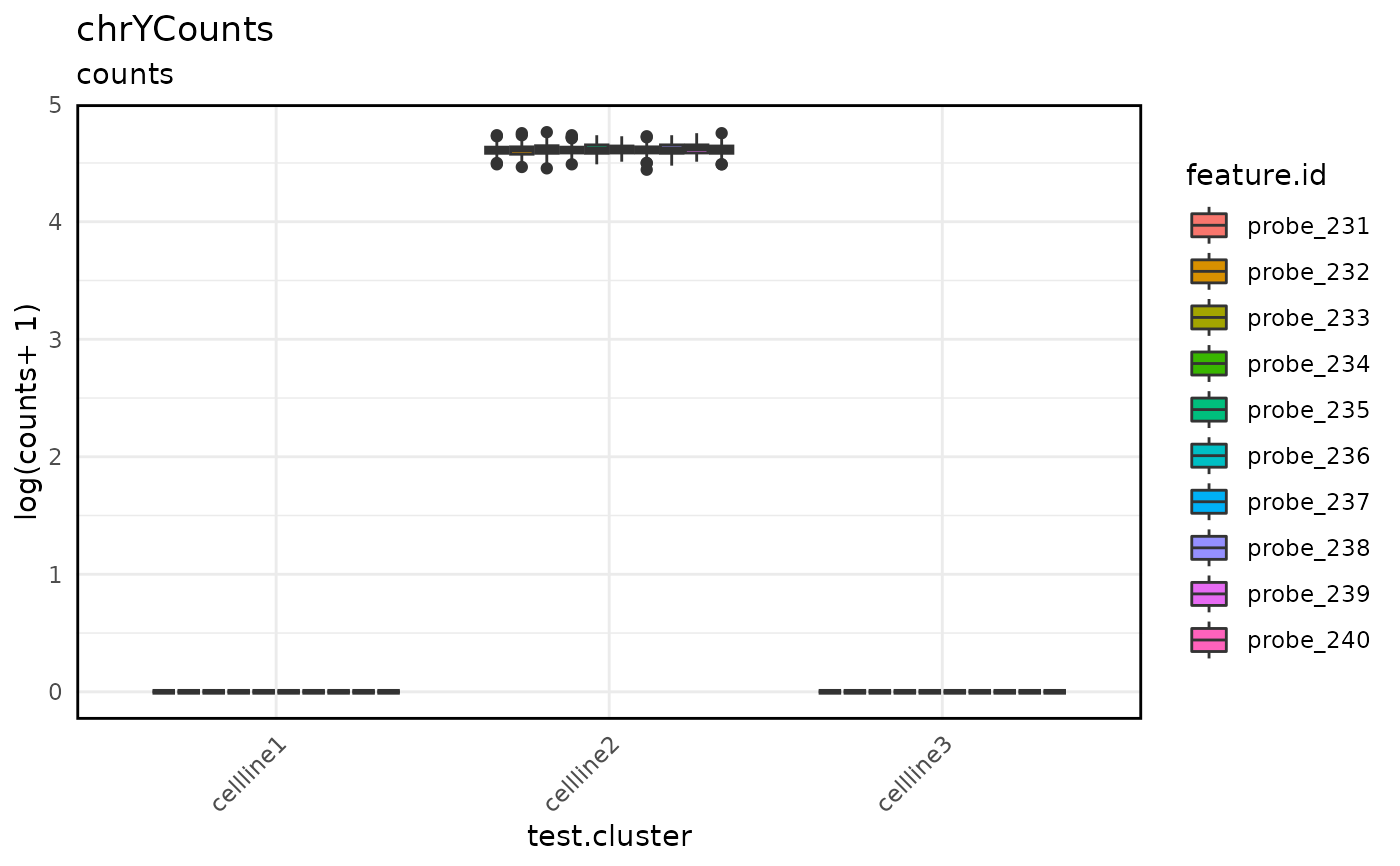 chrYCounts
counts
log(counts+ 1)
5
4
3
2
1
0
cellline1
cellline2
cellline3
test.cluster
feature.id
probe_231
probe_232
probe_233
probe_234
probe_235
probe_236
probe_237
probe_238
probe_239
probe_240